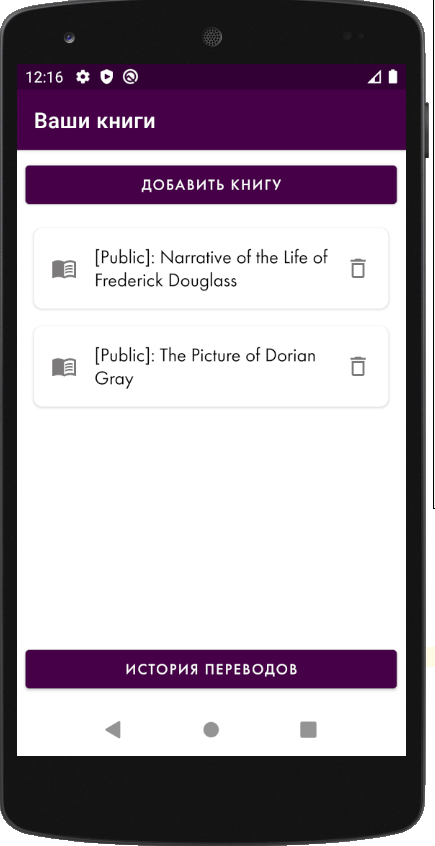 12:16
Ваши книги
ДОБАВИТЬ КНИГУ
[Public]: Narrative of the Life of
Frederick Douglass
[Public]: The Picture of Dorian
Gray
ИСТОРИЯ ПЕРЕВОДОВ